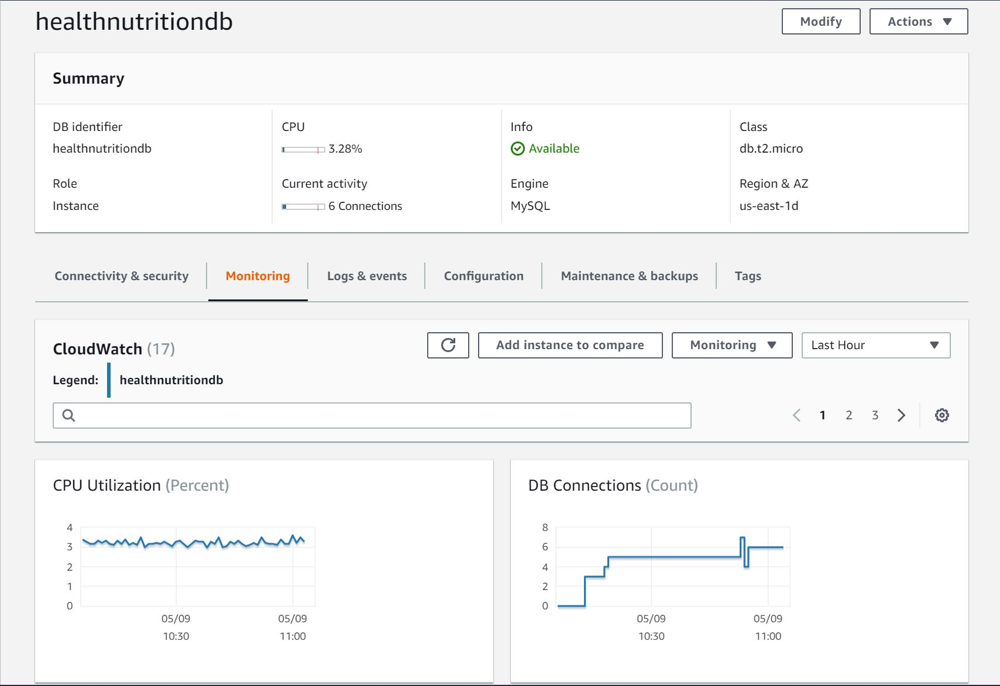 healthnutritiondb
Modify
Actions
Summary
DB identifier
healthnutritiondb
CPU
3.28%
Info
Available
Class
db.t2.micro
Role
Instance
Current activity
6 Connections
Engine
MySQL
Region & AZ
us-east-1d
Connectivity & security
Monitoring
Logs & events
Configuration
Maintenance & backups
Tags
CloudWatch (17)
Add instance to compare
Monitoring
Last Hour
Legend:
healthnutritiondb
1 2 3
CPU Utilization (Percent)
4
3
2
1
0
05/09
10:30
05/09
11:00
DB Connections (Count)
8
6
4
2
0
05/09
10:30
05/09
11:00